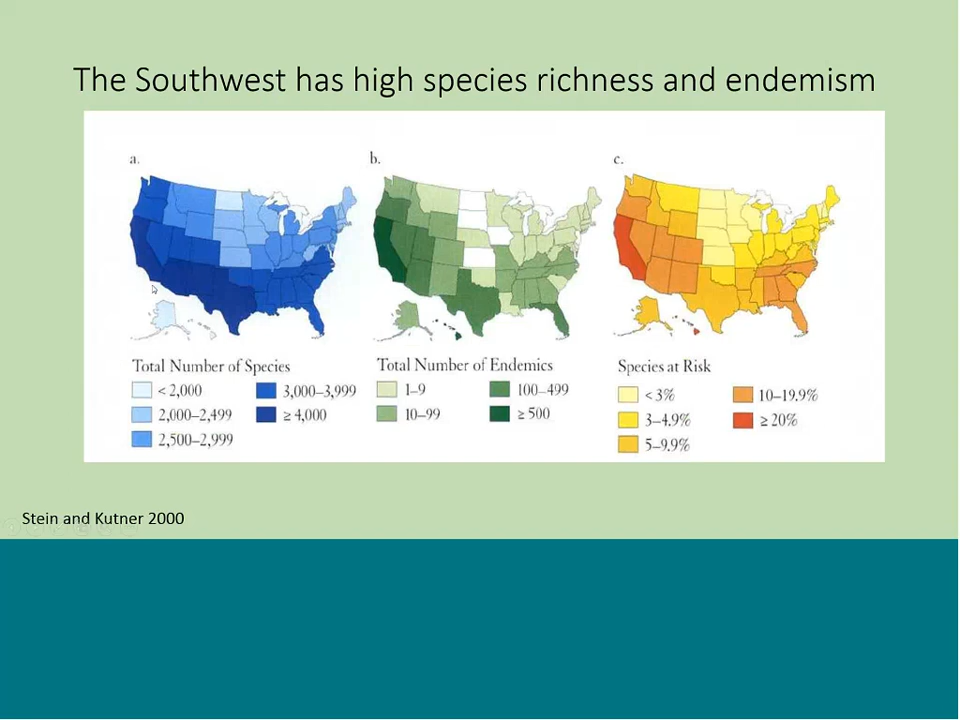 The Southwest has high species richness and endemism
a.
b.
c.
Total Number of Species
< 2,000
3,000–3,999
2,000–2,499
≥ 4,000
2,500–2,999
Total Number of Endemics
1–9
100–499
10–99
≥ 500
Species at Risk
< 3%
10–19.9%
3–4.9%
≥ 20%
5–9.9%
Stein and Kutner 2000